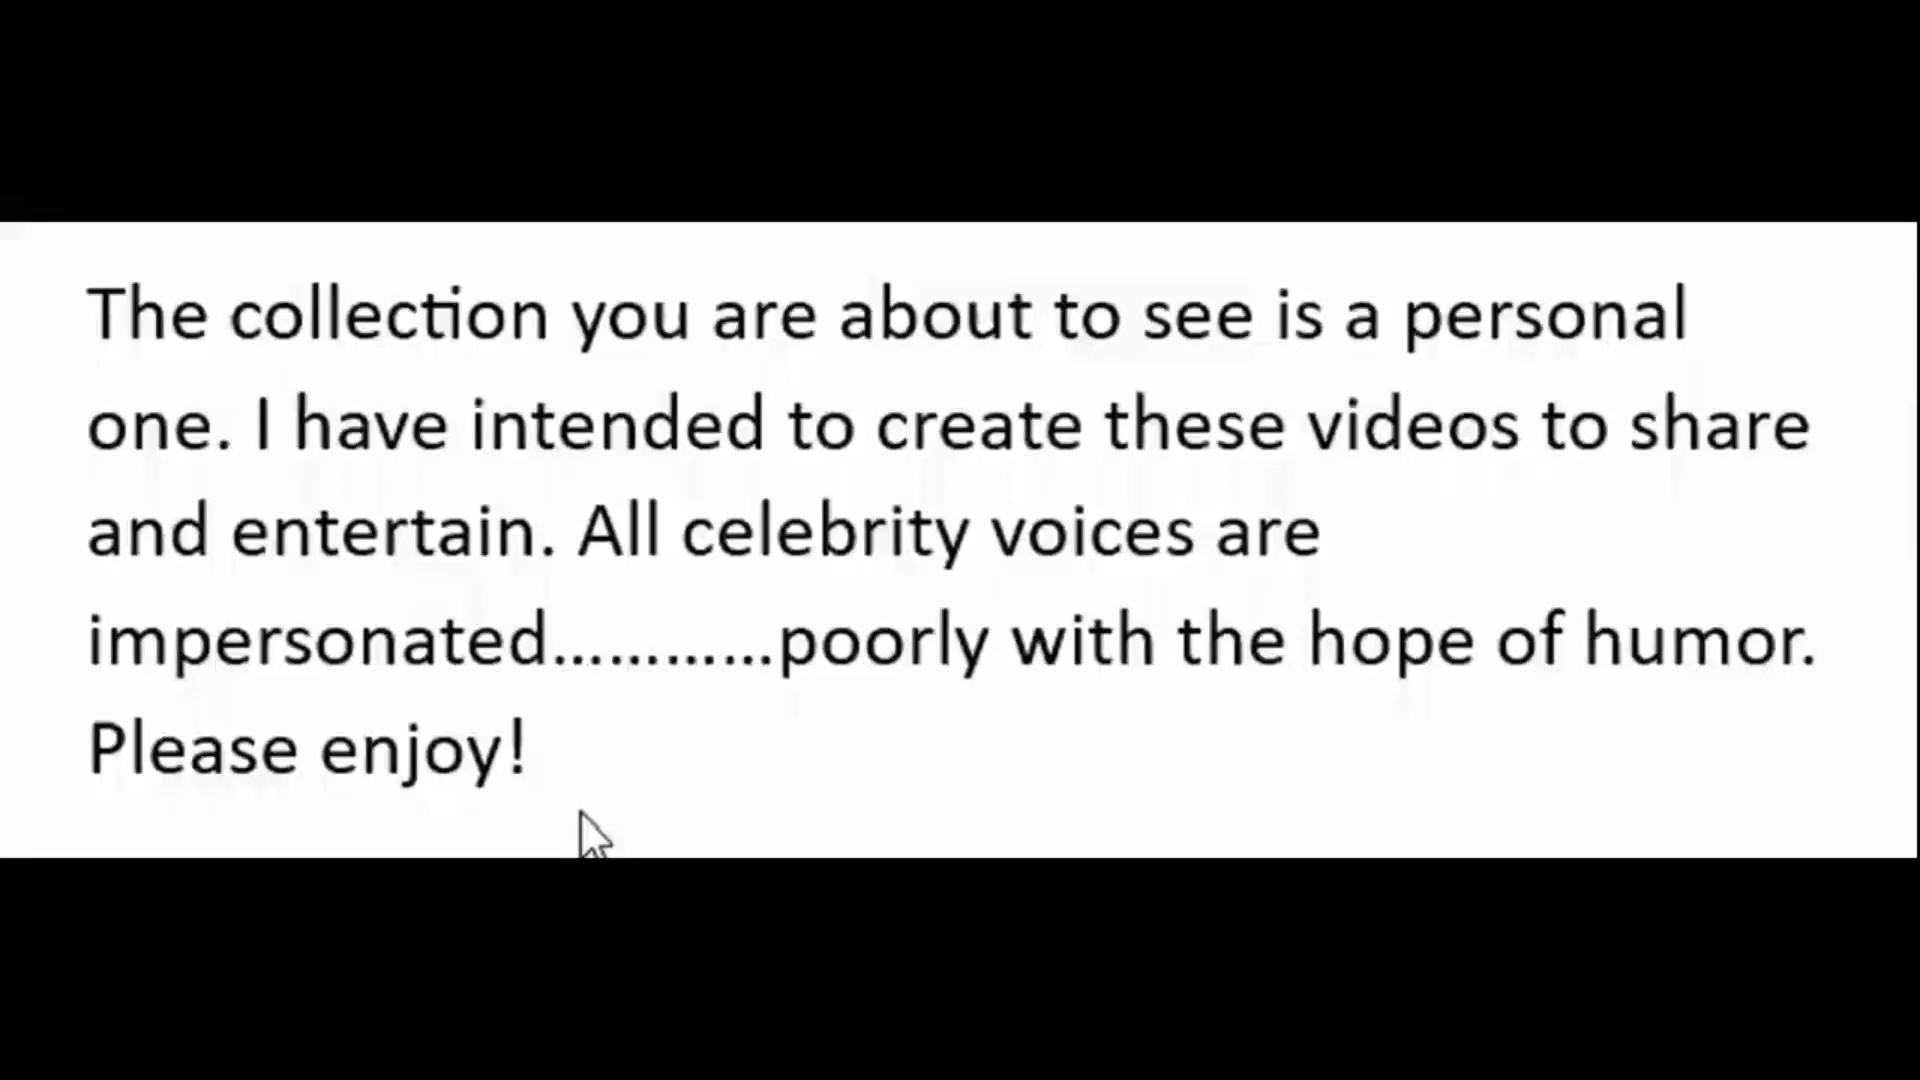 The collection you are about to see is a personal
one. I have intended to create these videos to share
and entertain. All celebrity voices are
impersonated............poorly with the hope of humor.
Please enjoy!